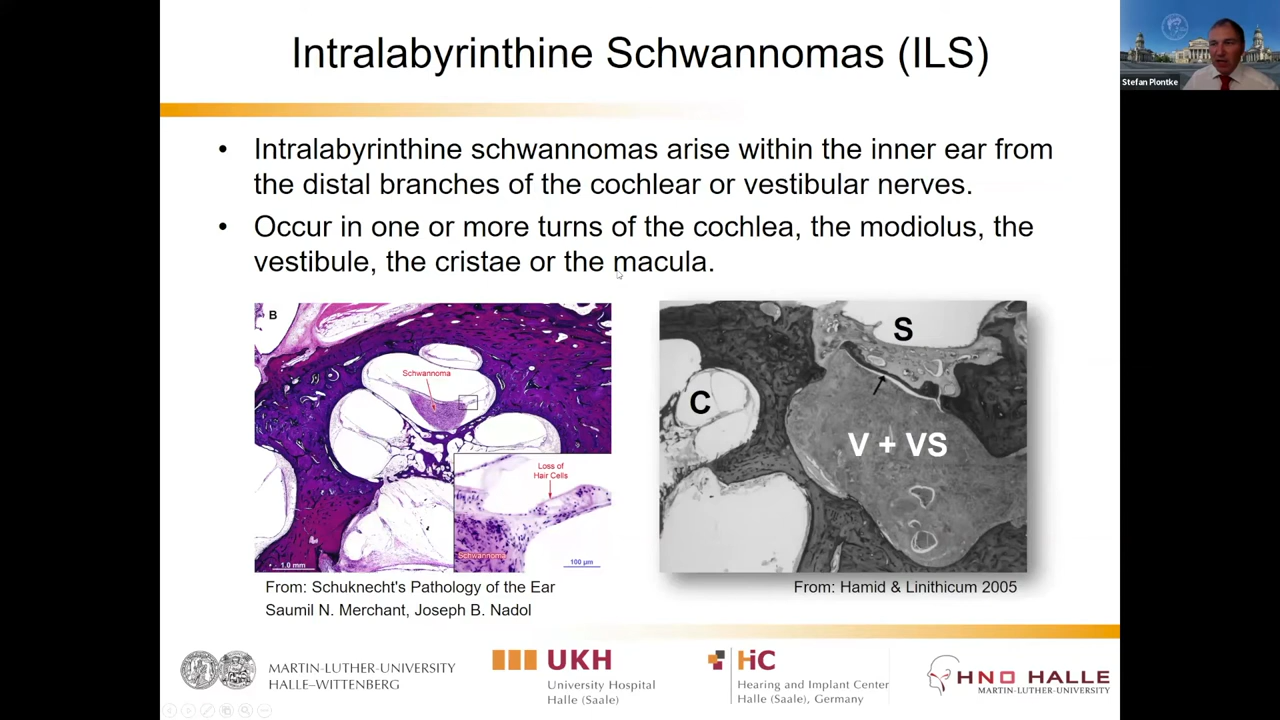 Intralabyrinthine Schwannomas (ILS)
Stefan Plontke
• Intralabyrinthine schwannomas arise within the inner ear from
the distal branches of the cochlear or vestibular nerves.
• Occur in one or more turns of the cochlea, the modiolus, the
vestibule, the cristae or the macula.
B
Schwannoma
Loss of
Hair Cells
Schwannoma
1.0 mm
100 µm
S
C
V + VS
From: Schuknecht's Pathology of the Ear
Saumil N. Merchant, Joseph B. Nadol
From: Hamid & Linithicum 2005
MARTIN-LUTHER-UNIVERSITY
HALLE–WITTENBERG
UKH
University Hospital
Halle (Saale)
HiC
Hearing and Implant Center
Halle (Saale), Germany
HNO HALLE
MARTIN-LUTHER-UNIVERSITY